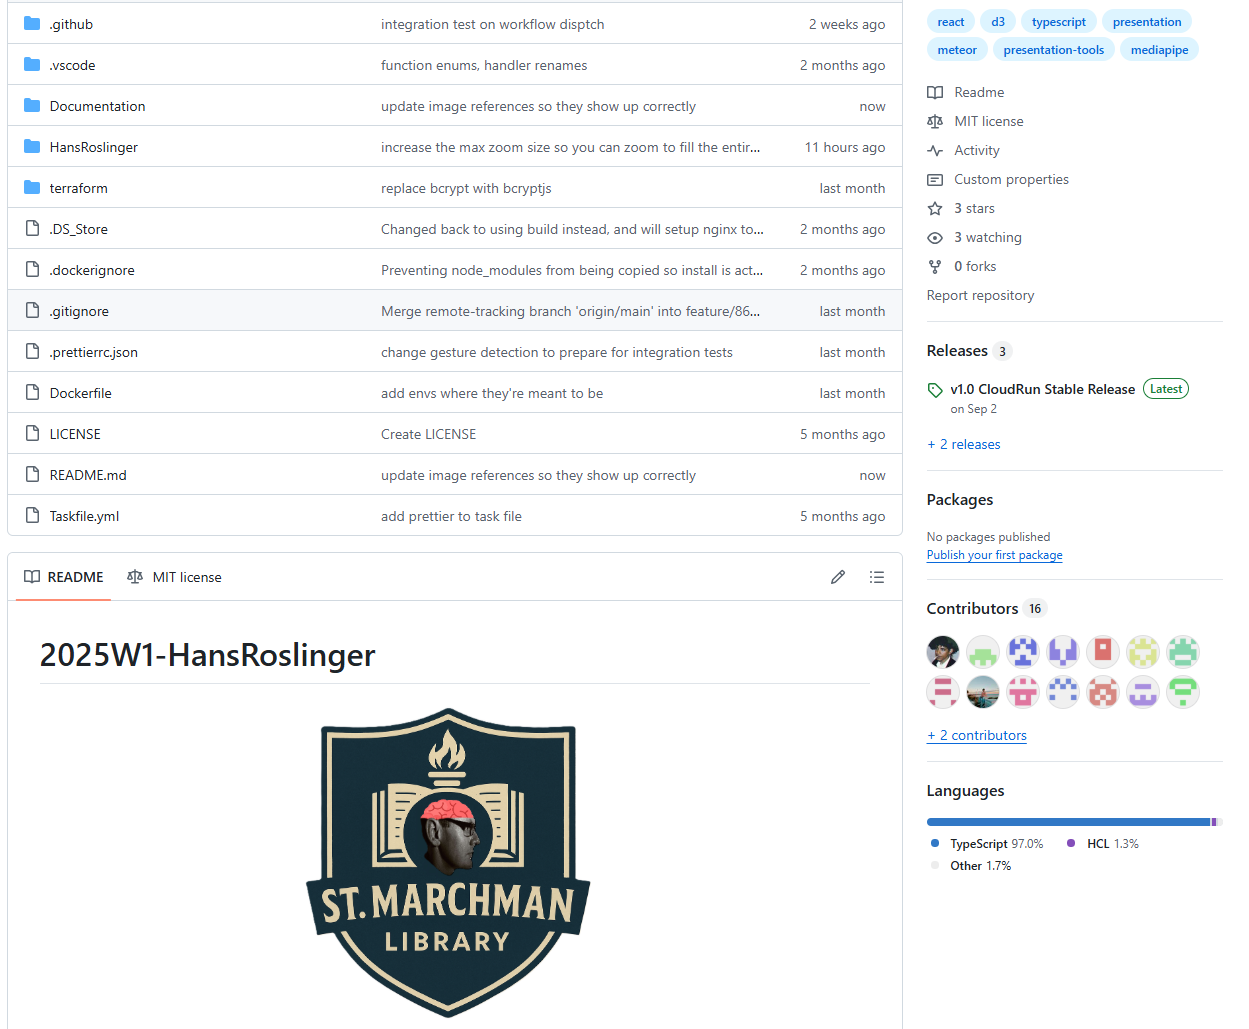 .github integration test on workflow disptch 2 weeks ago
.vscode function enums, handler renames 2 months ago
Documentation update image references so they show up correctly now
HansRoslinger increase the max zoom size so you can zoom to fill the entir... 11 hours ago
terraform replace bcrypt with bcryptjs last month
.DS_Store Changed back to using build instead, and will setup nginx to... 2 months ago
.dockerignore Preventing node_modules from being copied so install is act... 2 months ago
.gitignore Merge remote-tracking branch 'origin/main' into feature/86... last month
.prettierrc.json change gesture detection to prepare for integration tests last month
Dockerfile add envs where they're meant to be last month
LICENSE Create LICENSE 5 months ago
README.md update image references so they show up correctly now
Taskfile.yml add prettier to task file 5 months ago
README MIT license
2025W1-HansRoslinger
ST. MARCHMAN
LIBRARY
react d3 typescript presentation
meteor presentation-tools mediapipe
Readme
MIT license
Activity
Custom properties
3 stars
3 watching
0 forks
Report repository
Releases 3
v1.0 CloudRun Stable Release Latest
on Sep 2
+ 2 releases
Packages
No packages published
Publish your first package
Contributors 16
+ 2 contributors
Languages
TypeScript 97.0% HCL 1.3%
Other 1.7%